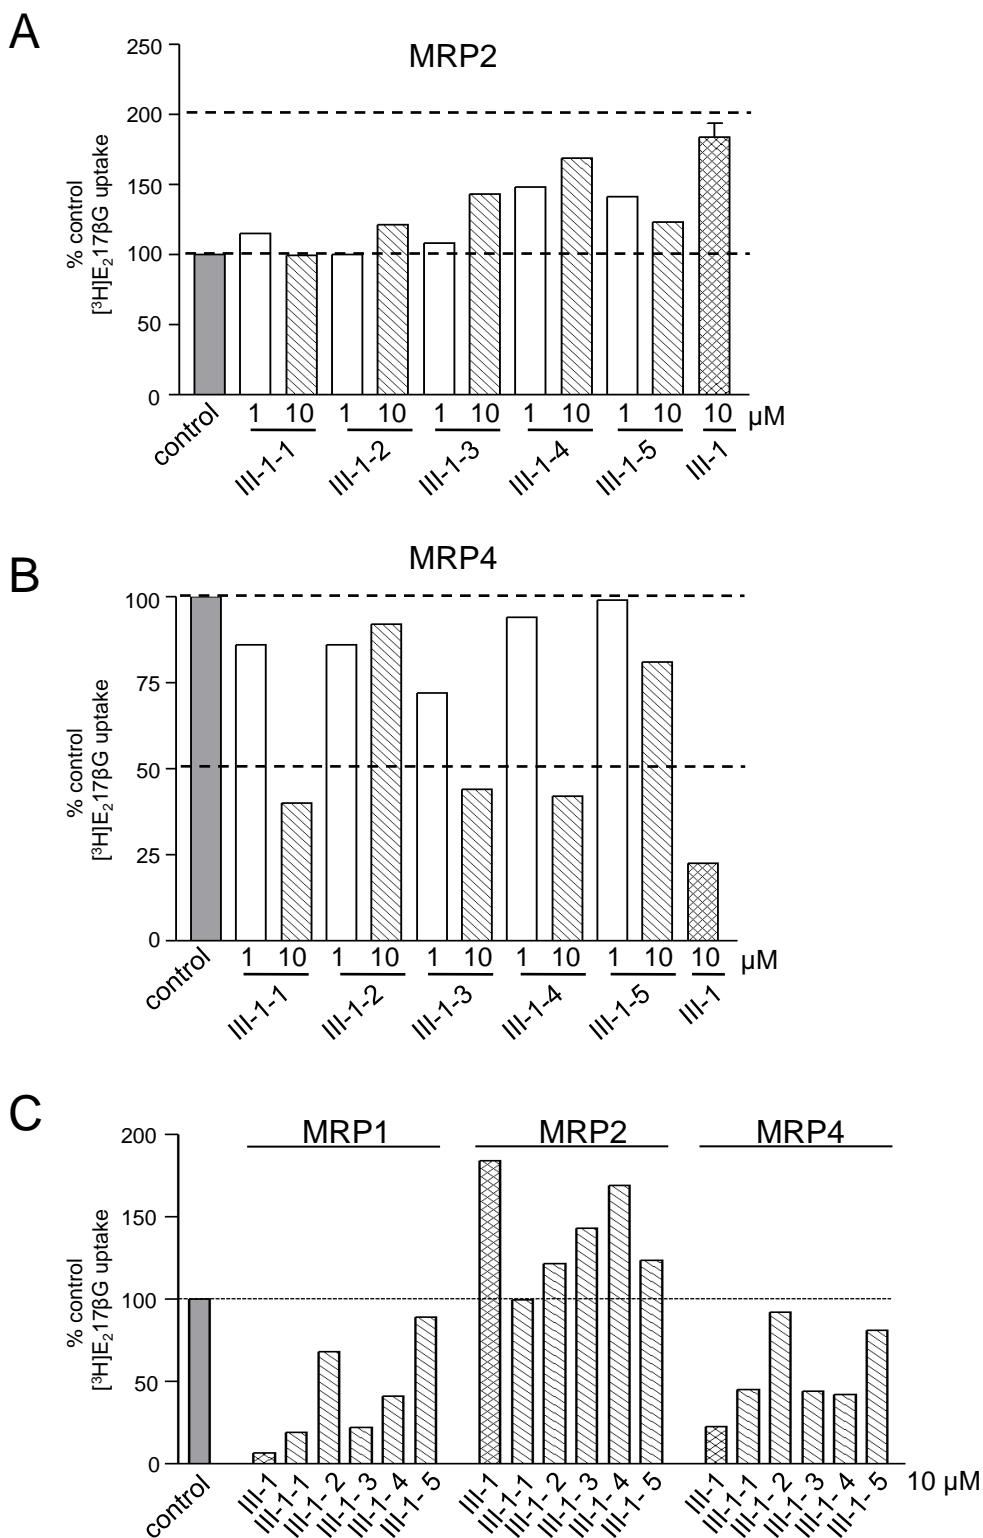 A
MRP2
250
200
150
100
50
0
% control
[³H]E₂17βG uptake
1 10 1 10 1 10 1 10 1 10 10 µM
control III-1-1 III-1-2 III-1-3 III-1-4 III-1-5 III-1
B
MRP4
100
75
50
25
0
% control
[³H]E₂17βG uptake
1 10 1 10 1 10 1 10 1 10 10 µM
control III-1-1 III-1-2 III-1-3 III-1-4 III-1-5 III-1
C
MRP1 MRP2 MRP4
200
150
100
50
0
% control
[³H]E₂17βG uptake
control III-1 III-1-1 III-1- 2 III-1- 3 III-1- 4 III-1- 5 III-1 III-1-1 III-1- 2 III-1- 3 III-1- 4 III-1- 5 III-1 III-1-1 III-1- 2 III-1- 3 III-1- 4 III-1- 5 10 µM